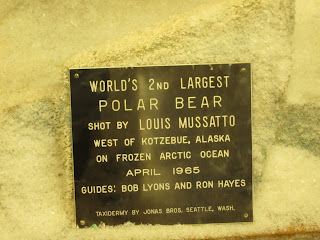 WORLD'S 2ND LARGEST
POLAR BEAR
SHOT BY LOUIS MUSSATTO
WEST OF KOTZEBUE, ALASKA
ON FROZEN ARCTIC OCEAN
APRIL 1965
GUIDES: BOB LYONS AND RON HAYES
TAXIDERMY BY JONAS BROS. SEATTLE, WASH.